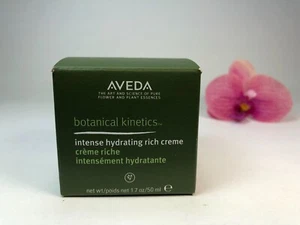 AVEDA
THE ART AND SCIENCE OF PURE
FLOWER AND PLANT ESSENCES
botanical kinetics™
intense hydrating rich creme
crème riche
intensément hydratante
net wt/poids net 1.7 oz/50 ml e